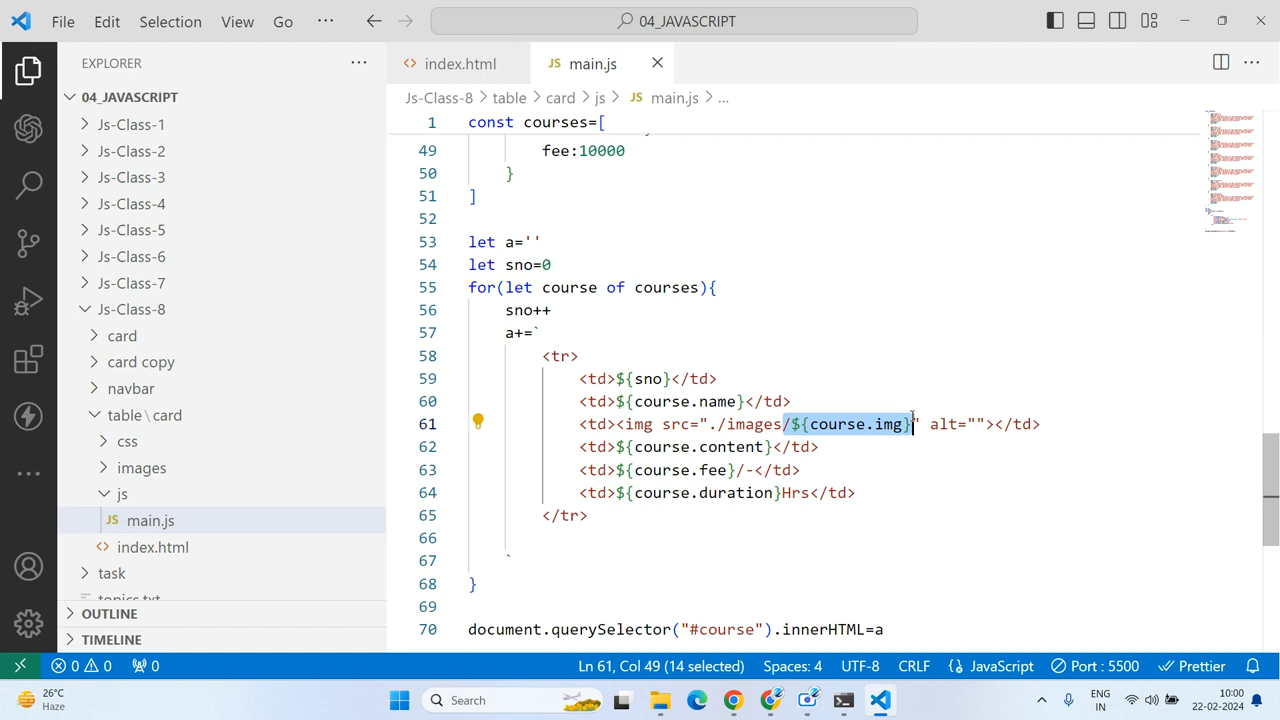 File Edit Selection View Go ··· 04_JAVASCRIPT
EXPLORER ···
04_JAVASCRIPT
Js-Class-1
Js-Class-2
Js-Class-3
Js-Class-4
Js-Class-5
Js-Class-6
Js-Class-7
Js-Class-8
card
card copy
navbar
table\card
css
images
js
JS main.js
<> index.html
task
topics.txt
OUTLINE
TIMELINE
<> index.html JS main.js
Js-Class-8 > table > card > js > JS main.js > ...
1 const courses=[
49 fee:10000
50 }
51 ]
52
53 let a=''
54 let sno=0
55 for(let course of courses){
56 sno++
57 a+=`
58 <tr>
59 <td>${sno}</td>
60 <td>${course.name}</td>
61 <td><img src="./images/${course.img}" alt=""></td>
62 <td>${course.content}</td>
63 <td>${course.fee}/-</td>
64 <td>${course.duration}Hrs</td>
65 </tr>
66
67 `
68 }
69
70 document.querySelector("#course").innerHTML=a
0 0 0 Ln 61, Col 49 (14 selected) Spaces: 4 UTF-8 CRLF {} JavaScript Port : 5500 Prettier
26°C
Haze
Search
ENG
IN
10:00
22-02-2024